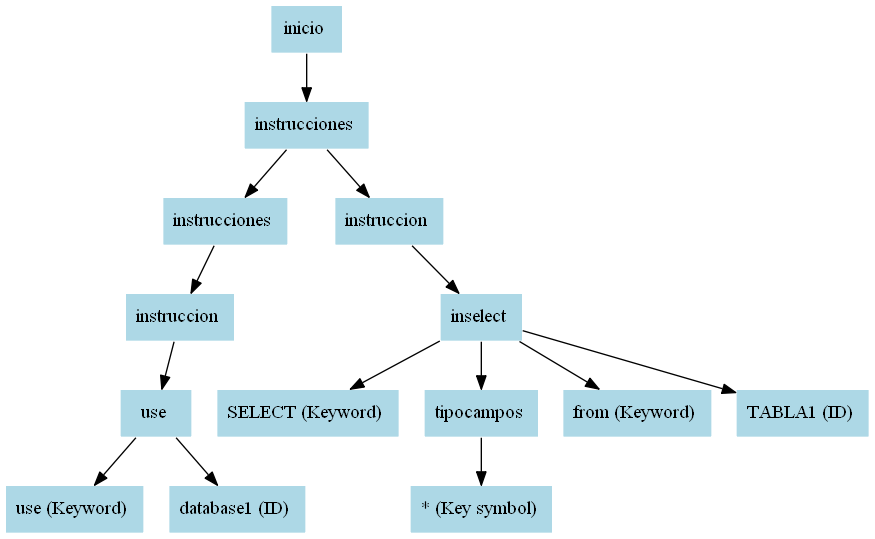 inicio
instrucciones
instrucciones
instruccion
instruccion
inselect
use
SELECT (Keyword)
tipocampos
from (Keyword)
TABLA1 (ID)
use (Keyword)
database1 (ID)
* (Key symbol)